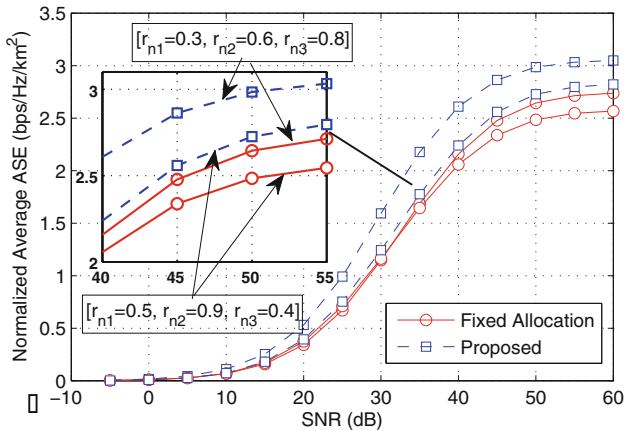 3.5
3
2.5
2
1.5
1
0.5
0
Normalized Average ASE (bps/Hz/km²)
[rn1=0.3, rn2=0.6, rn3=0.8]
3
2.5
2
40 45 50 55
[rn1=0.5, rn2=0.9, rn3=0.4]
Fixed Allocation
Proposed
−10 0 10 20 30 40 50 60
SNR (dB)